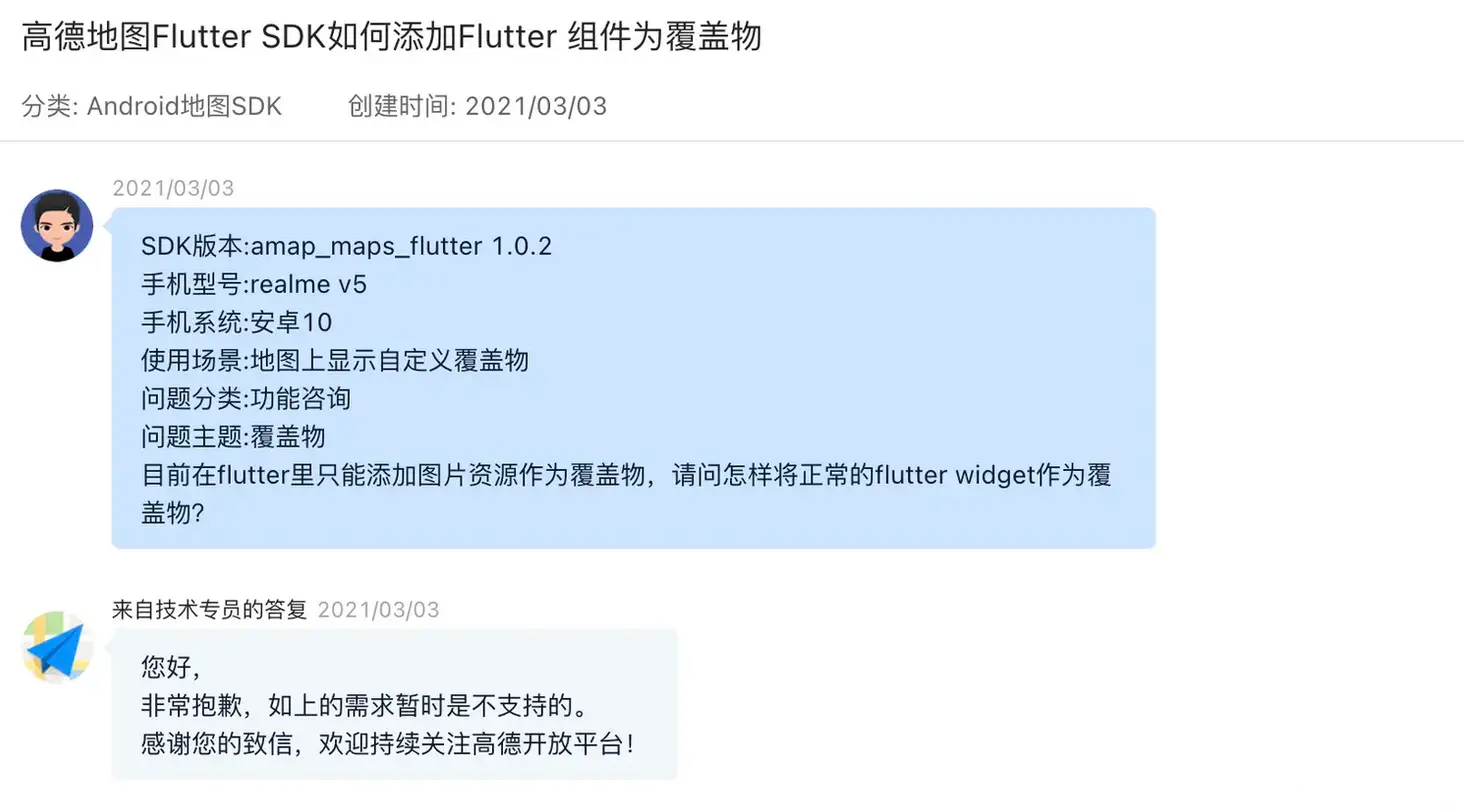 高德地图Flutter SDK如何添加Flutter 组件为覆盖物
分类: Android地图SDK 创建时间: 2021/03/03
2021/03/03
SDK版本:amap_maps_flutter 1.0.2
手机型号:realme v5
手机系统:安卓10
使用场景:地图上显示自定义覆盖物
问题分类:功能咨询
问题主题:覆盖物
目前在flutter里只能添加图片资源作为覆盖物，请问怎样将正常的flutter widget作为覆
盖物?
来自技术专员的答复 2021/03/03
您好，
非常抱歉，如上的需求暂时是不支持的。
感谢您的致信，欢迎持续关注高德开放平台！